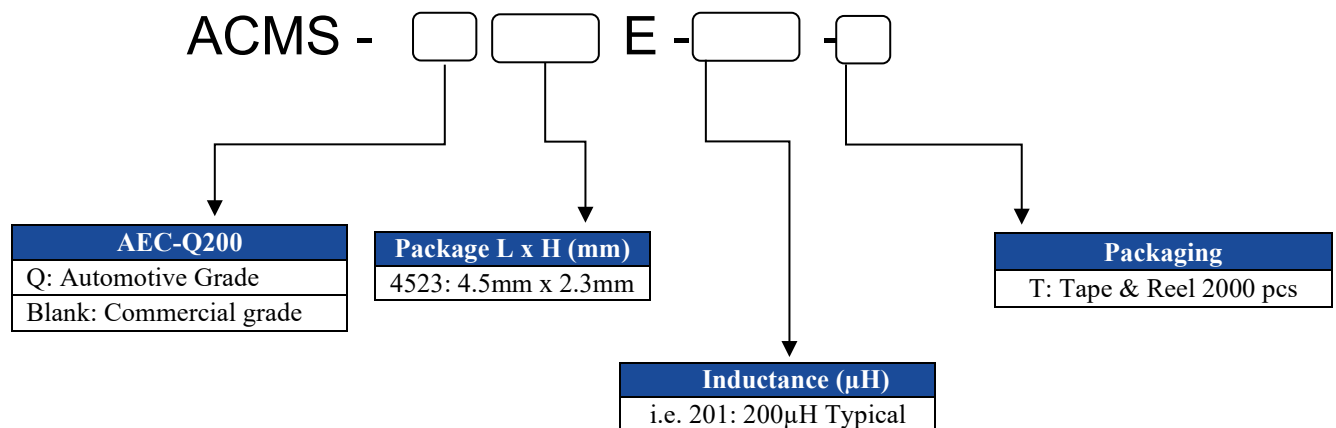 ACMS - E - -
AEC-Q200
Q: Automotive Grade
Blank: Commercial grade
Package L x H (mm)
4523: 4.5mm x 2.3mm
Inductance (µH)
i.e. 201: 200µH Typical
Packaging
T: Tape & Reel 2000 pcs